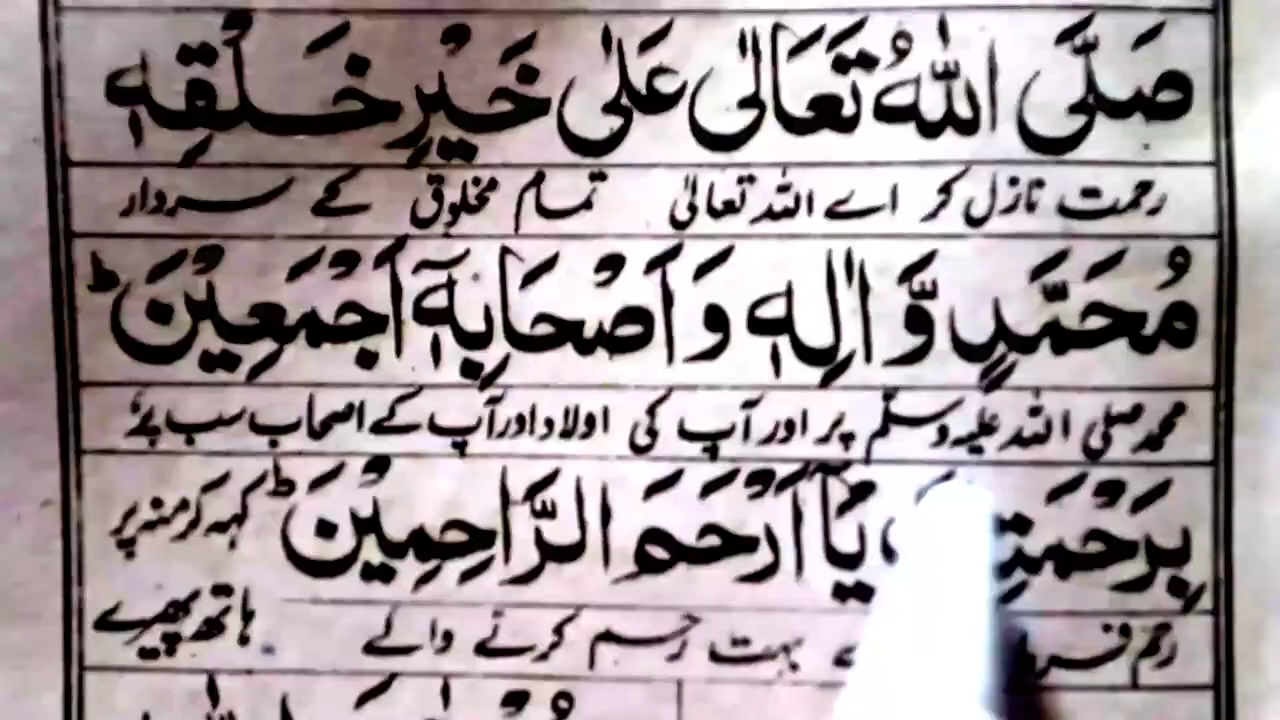 صَلَّى اللّٰهُ تَعَالٰى عَلٰى خَيْرِ خَلْقِهٖ
رحمت نازل کر اے اللہ تعالیٰ تمام مخلوق کے سردار
مُحَمَّدٍ وَّ اٰلِهٖ وَ اَصْحَابِهٖٓ اَجْمَعِيْنَ ؕ
محمد صلی اللہ علیہ وسلم پر اور آپ کی اولاد اور آپ کے اصحاب سب پر
يَآ اَرْحَمَ الرَّاحِمِيْنَ ؕ کہہ کر منہ پر
رحم بہت رحم کرنے والے ہاتھ پھیرے